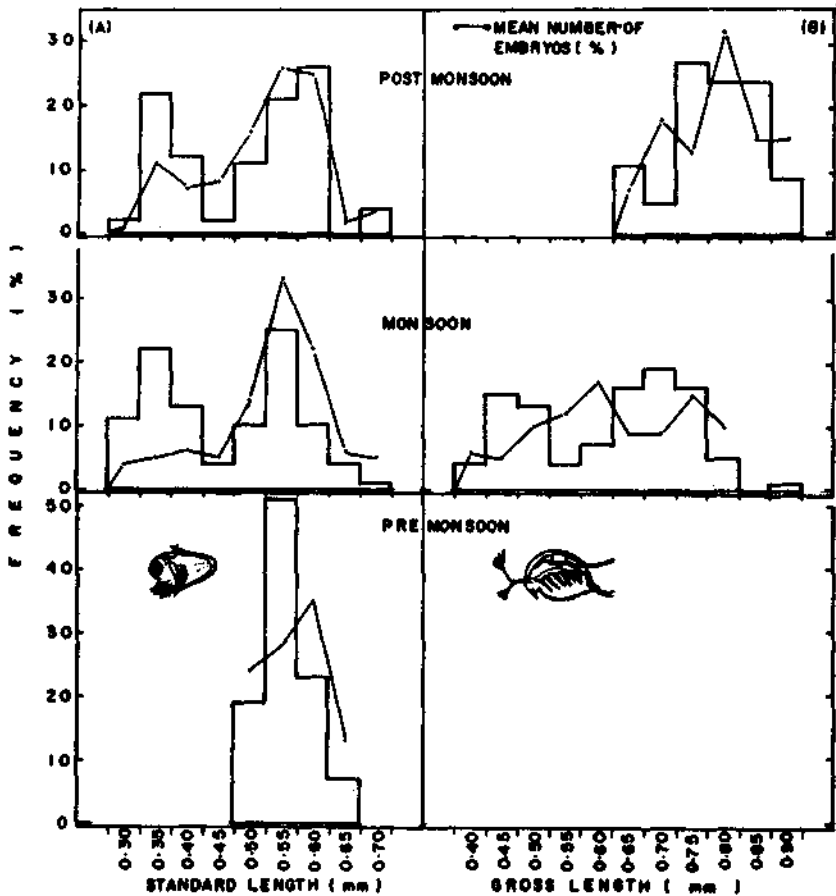 (A)
MEAN NUMBER OF
EMBRYOS ( % )
(B)
POST MONSOON
30
20
10
0
MONSOON
30
20
10
0
PRE MONSOON
50
40
30
20
10
0
FREQUENCY ( % )
0.30 0.35 0.40 0.45 0.50 0.55 0.60 0.65 0.70
0.40 0.45 0.50 0.55 0.60 0.65 0.70 0.75 0.80 0.85 0.90
STANDARD LENGTH ( mm )
GROSS LENGTH ( mm )